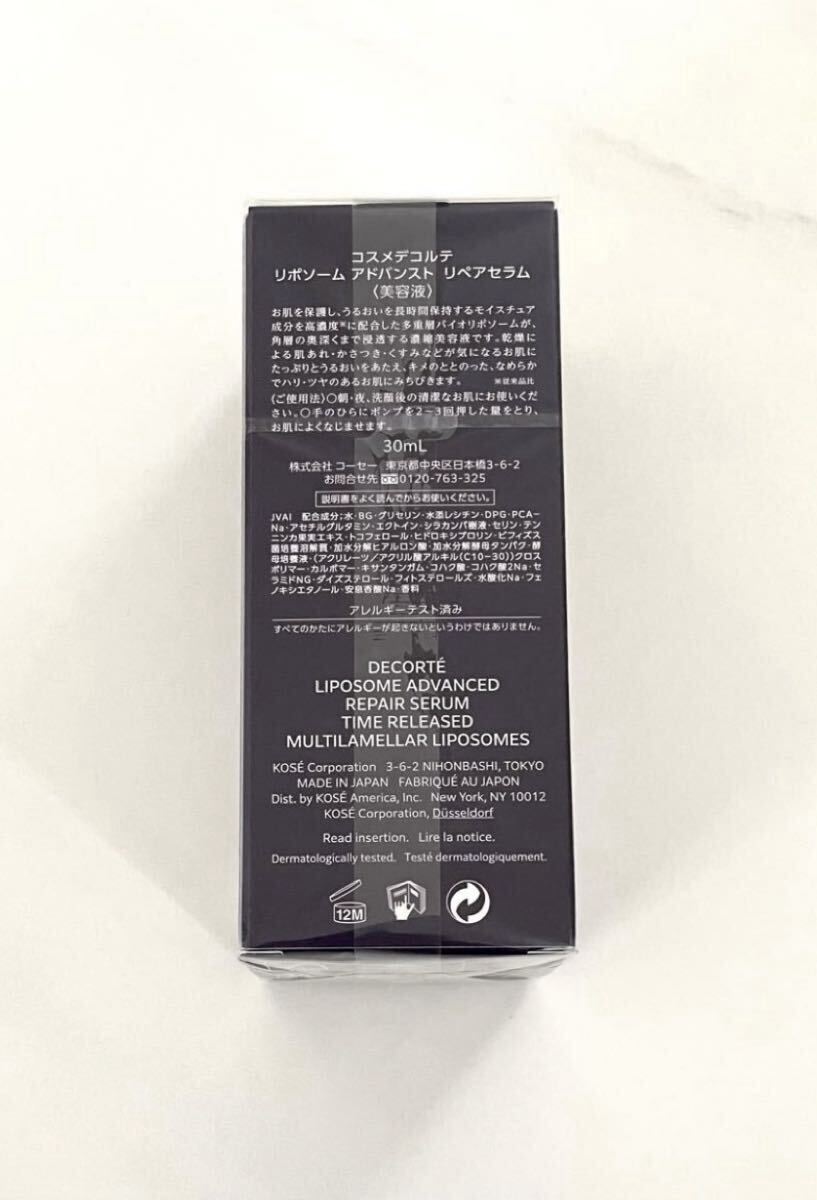 コスメデコルテ
リポソーム アドバンスト リペアセラム
〈美容液〉
お肌を保護し、うるおいを長時間保持するモイスチュア
成分を高濃度※に配合した多重層バイオリポソームが、
角層の奥深くまで浸透する濃縮美容液です。乾燥
による肌あれ・かさつき・くすみなどが気になるお肌に
たっぷりとうるおいをあたえ、キメのととのった、なめらか
でハリ・ツヤのあるお肌にみちびきます。 ※従来品比
〈ご使用法〉○朝・夜、洗顔後の清潔なお肌にお使いくだ
さい。○手のひらにポンプを2～3回押した量をとり、
お肌によくなじませます。
30mL
株式会社 コーセー 東京都中央区日本橋3-6-2
お問合せ先 0120-763-325
説明書をよく読んでからお使いください。
JVAI 配合成分:水・BG・グリセリン・水添レシチン・DPG・PCA-
Na・アセチルグルタミン・エクトイン・シラカンバ樹液・セリン・テン
ニンカ果実エキス・トコフェロール・ヒドロキシプロリン・ビフィズス
菌培養溶解質・加水分解ヒアルロン酸・加水分解酵母タンパク・酵
母培養液・(アクリレーツ/アクリル酸アルキル(C10-30))クロス
ポリマー・カルボマー・キサンタンガム・コハク酸・コハク酸2Na・セ
ラミドNG・ダイズステロール・フィトステロールズ・水酸化Na・フェ
ノキシエタノール・安息香酸Na・香料
アレルギーテスト済み
すべてのかたにアレルギーが起きないというわけではありません。
DECORTÉ
LIPOSOME ADVANCED
REPAIR SERUM
TIME RELEASED
MULTILAMELLAR LIPOSOMES
KOSÉ Corporation 3-6-2 NIHONBASHI, TOKYO
MADE IN JAPAN FABRIQUÉ AU JAPON
Dist. by KOSÉ America, Inc. New York, NY 10012
KOSÉ Corporation, Düsseldorf
Read insertion. Lire la notice.
Dermatologically tested. Testé dermatologiquement.
12M